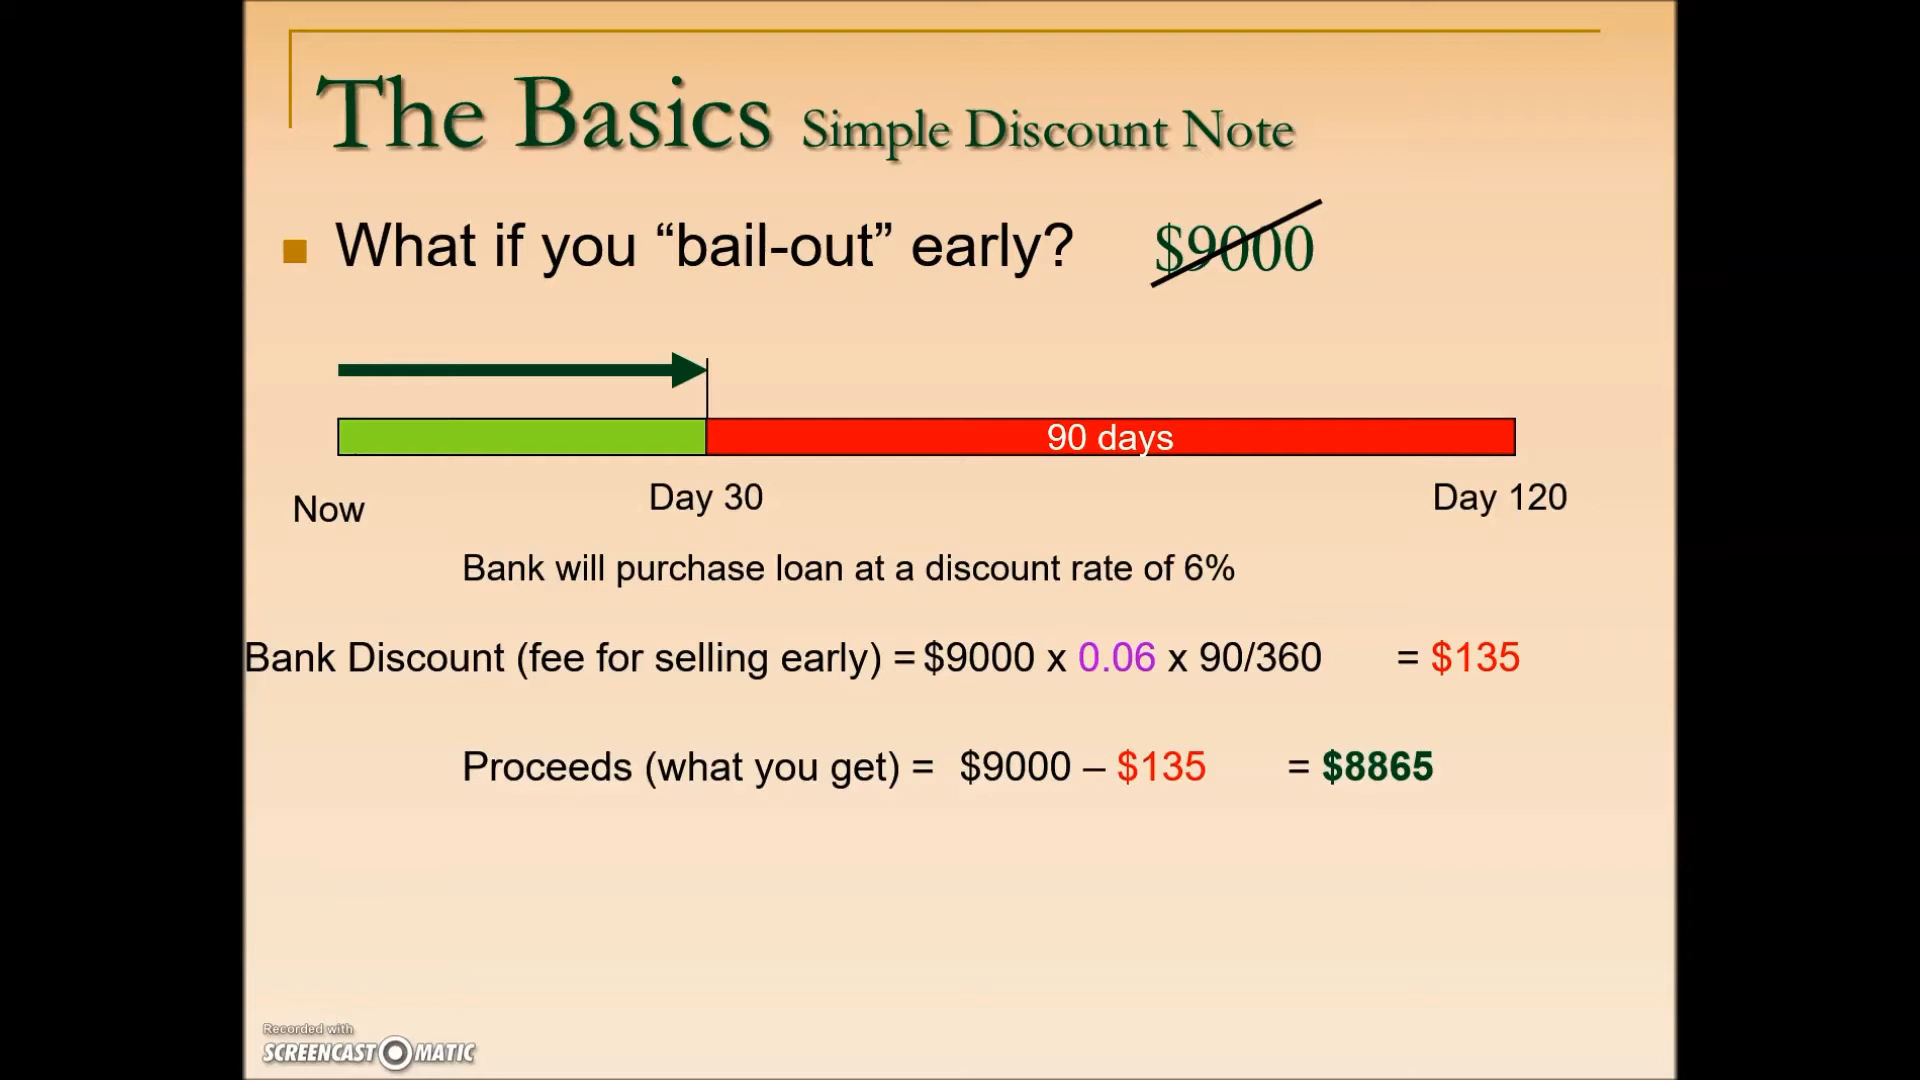 The Basics Simple Discount Note
What if you “bail-out” early? $9000
90 days
Now Day 30 Day 120
Bank will purchase loan at a discount rate of 6%
Bank Discount (fee for selling early) = $9000 x 0.06 x 90/360 = $135
Proceeds (what you get) = $9000 – $135 = $8865
Recorded with
SCREENCAST MATIC